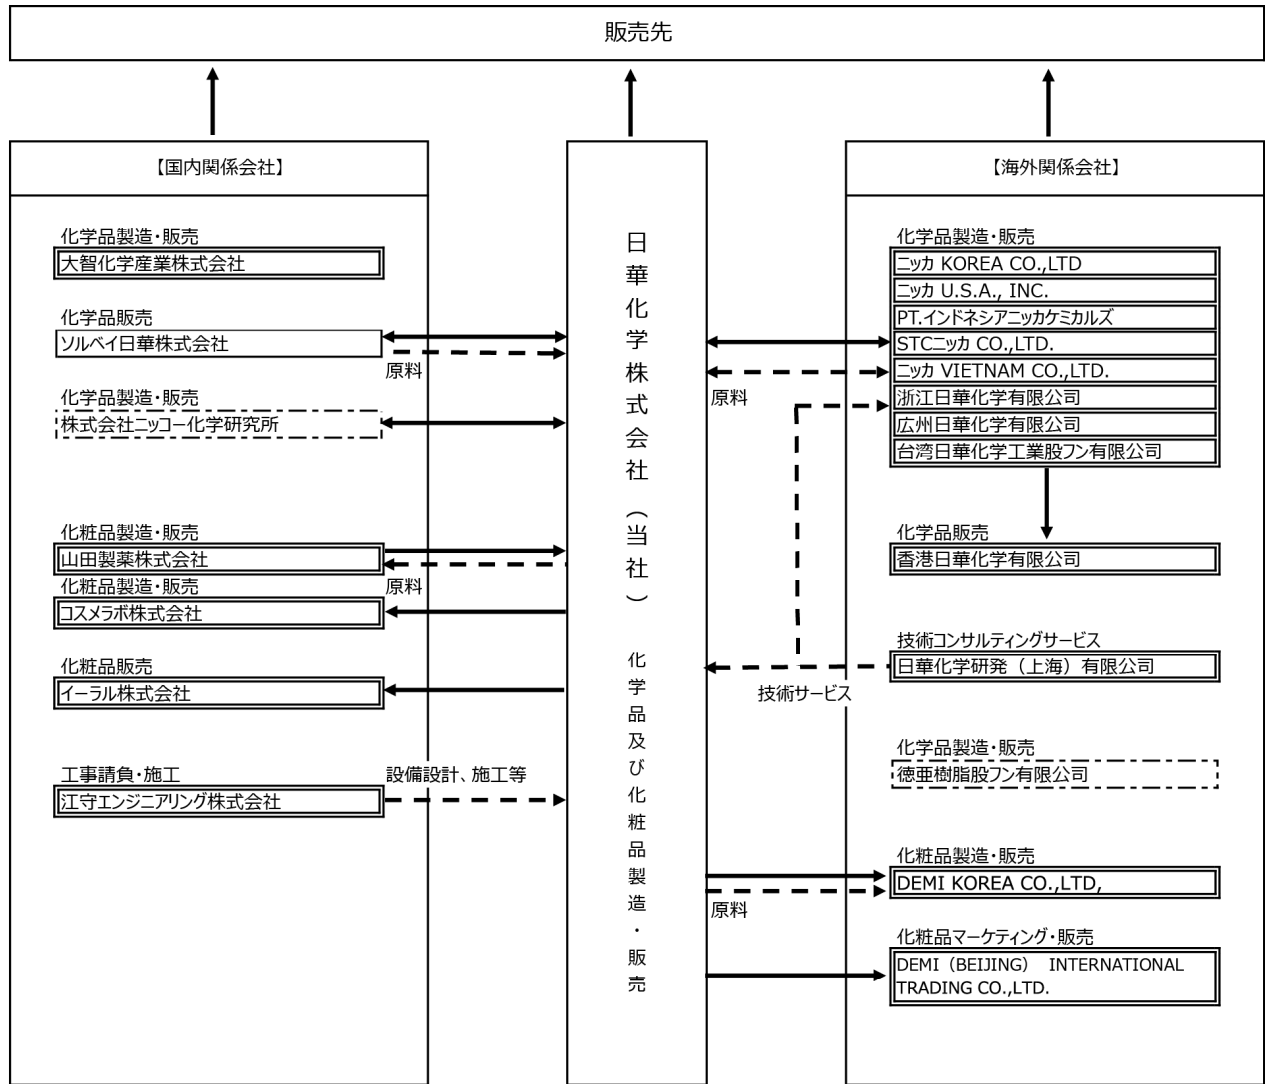 販売先
【国内関係会社】
化学品製造・販売
大智化学産業株式会社
化学品販売
ソルベイ日華株式会社
原料
化学品製造・販売
株式会社ニッコー化学研究所
化粧品製造・販売
山田製薬株式会社
化粧品製造・販売
原料
コスメラボ株式会社
化粧品販売
イーラル株式会社
工事請負・施工
設備設計、施工等
江守エンジニアリング株式会社
日華化学株式会社（当社）
化学品及び化粧品製造・販売
【海外関係会社】
化学品製造・販売
ニッカ KOREA CO.,LTD
ニッカ U.S.A., INC.
PT.インドネシアニッカケミカルズ
STCニッカ CO.,LTD.
ニッカ VIETNAM CO.,LTD.
原料
浙江日華化学有限公司
広州日華化学有限公司
台湾日華化学工業股フン有限公司
化学品販売
香港日華化学有限公司
技術コンサルティングサービス
日華化学研発（上海）有限公司
技術サービス
化学品製造・販売
徳亜樹脂股フン有限公司
化粧品製造・販売
DEMI KOREA CO.,LTD,
原料
化粧品マーケティング・販売
DEMI（BEIJING） INTERNATIONAL
TRADING CO.,LTD.